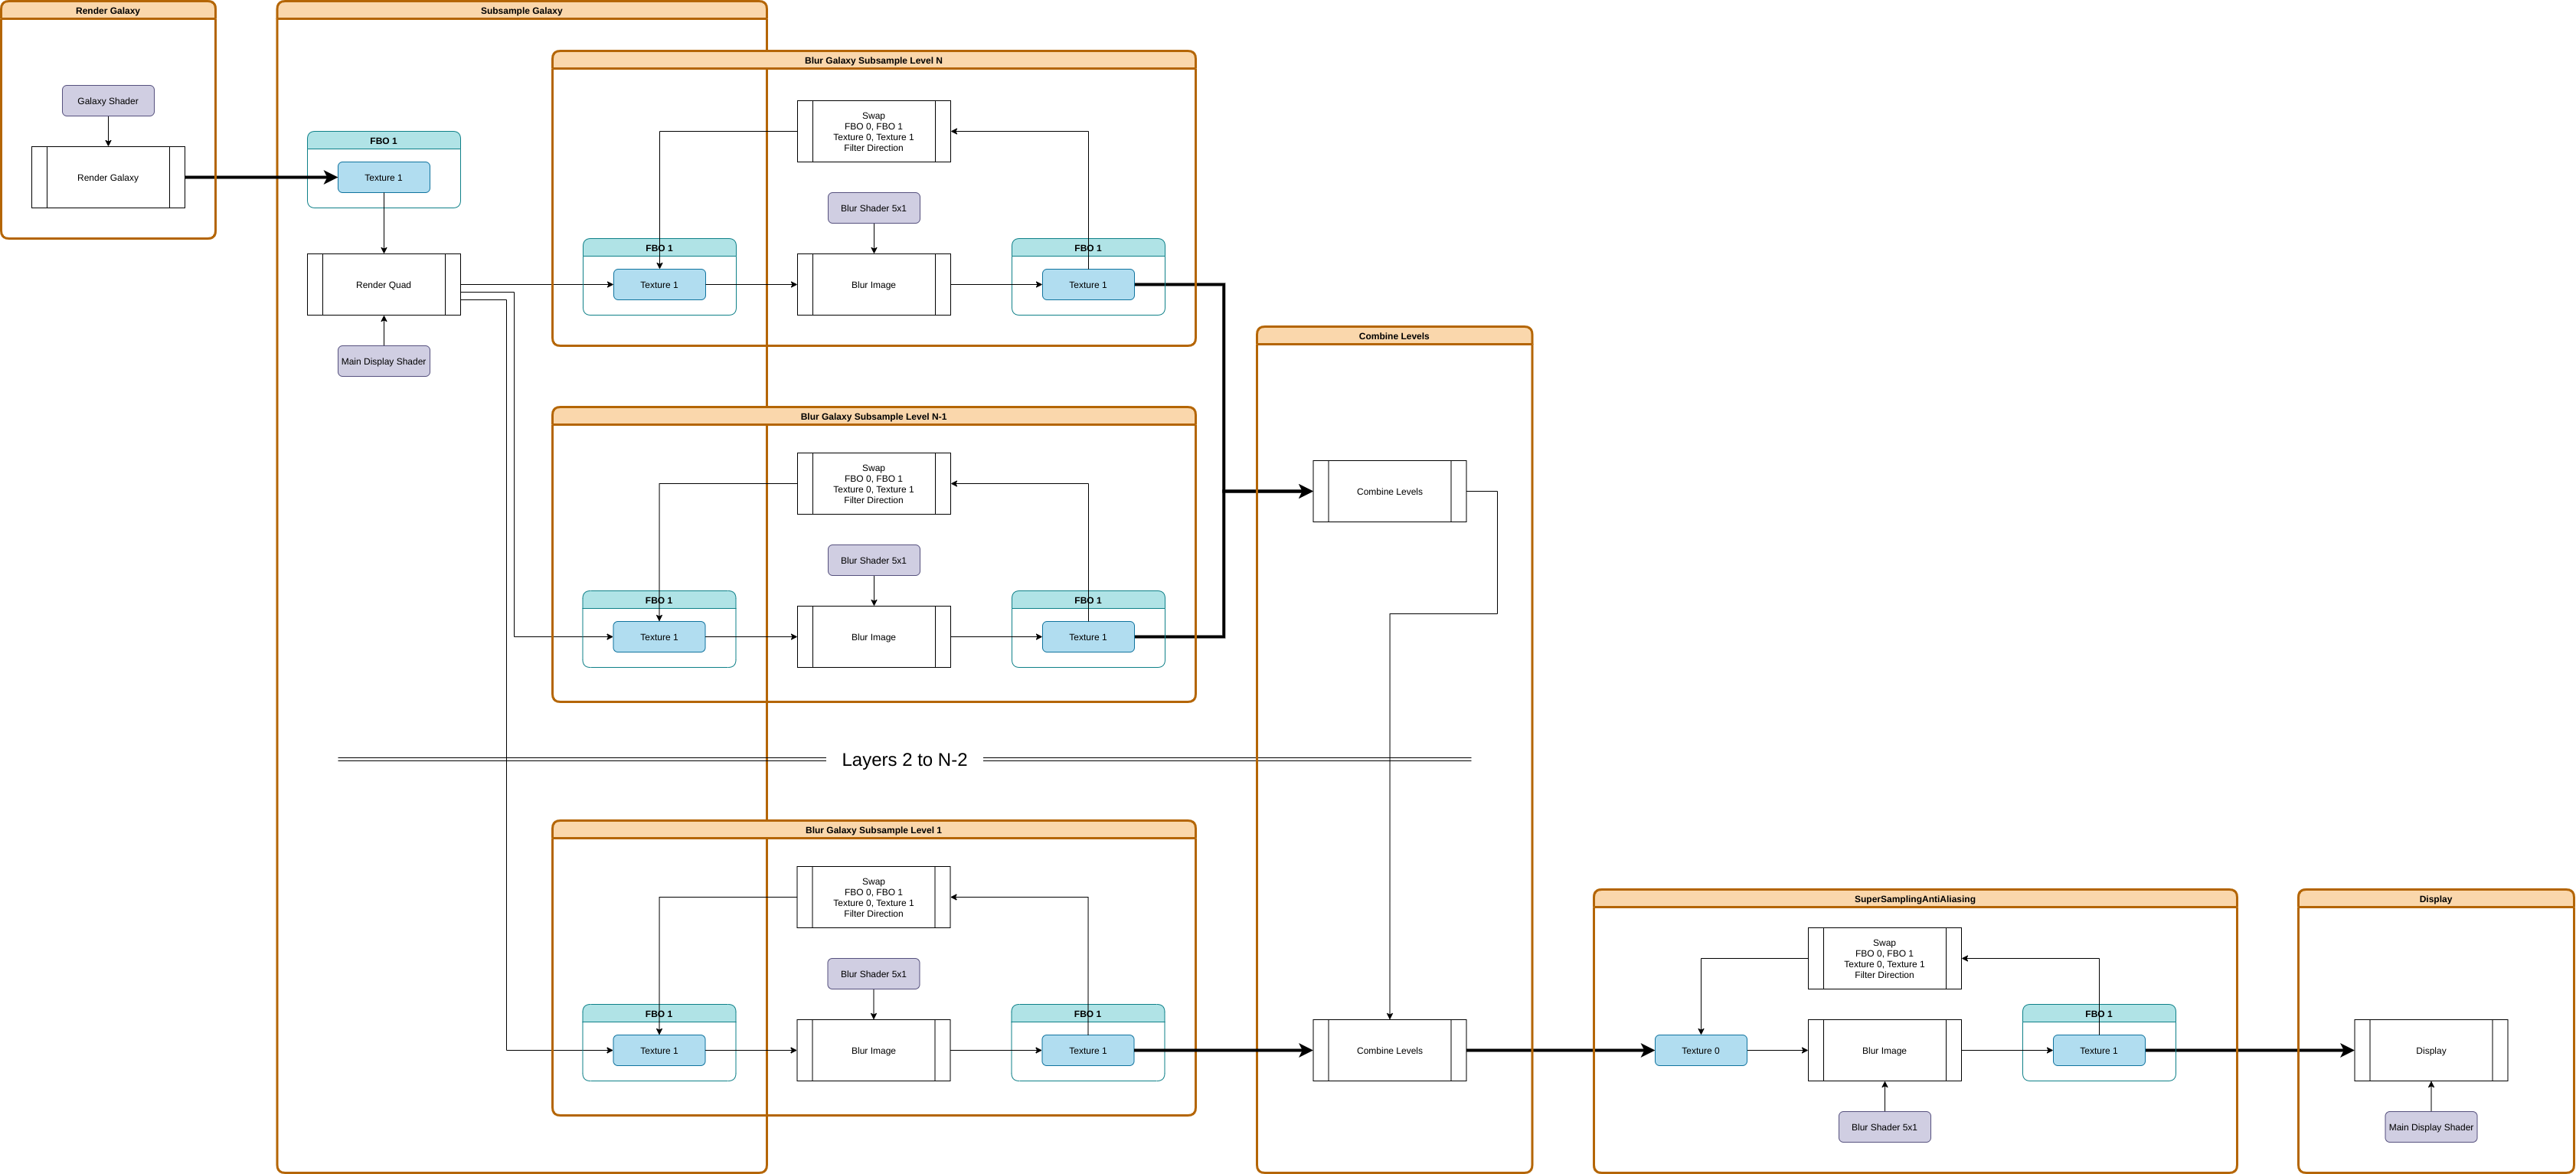 Render Galaxy
Galaxy Shader
Render Galaxy
Subsample Galaxy
FBO 1
Texture 1
Render Quad
Main Display Shader
Blur Galaxy Subsample Level N
Swap
FBO 0, FBO 1
Texture 0, Texture 1
Filter Direction
Blur Shader 5x1
FBO 1
Texture 1
Blur Image
FBO 1
Texture 1
Blur Galaxy Subsample Level N-1
Swap
FBO 0, FBO 1
Texture 0, Texture 1
Filter Direction
Blur Shader 5x1
FBO 1
Texture 1
Blur Image
FBO 1
Texture 1
Layers 2 to N-2
Blur Galaxy Subsample Level 1
Swap
FBO 0, FBO 1
Texture 0, Texture 1
Filter Direction
Blur Shader 5x1
FBO 1
Texture 1
Blur Image
FBO 1
Texture 1
Combine Levels
Combine Levels
Combine Levels
SuperSamplingAntiAliasing
Swap
FBO 0, FBO 1
Texture 0, Texture 1
Filter Direction
Texture 0
Blur Image
FBO 1
Texture 1
Blur Shader 5x1
Display
Display
Main Display Shader